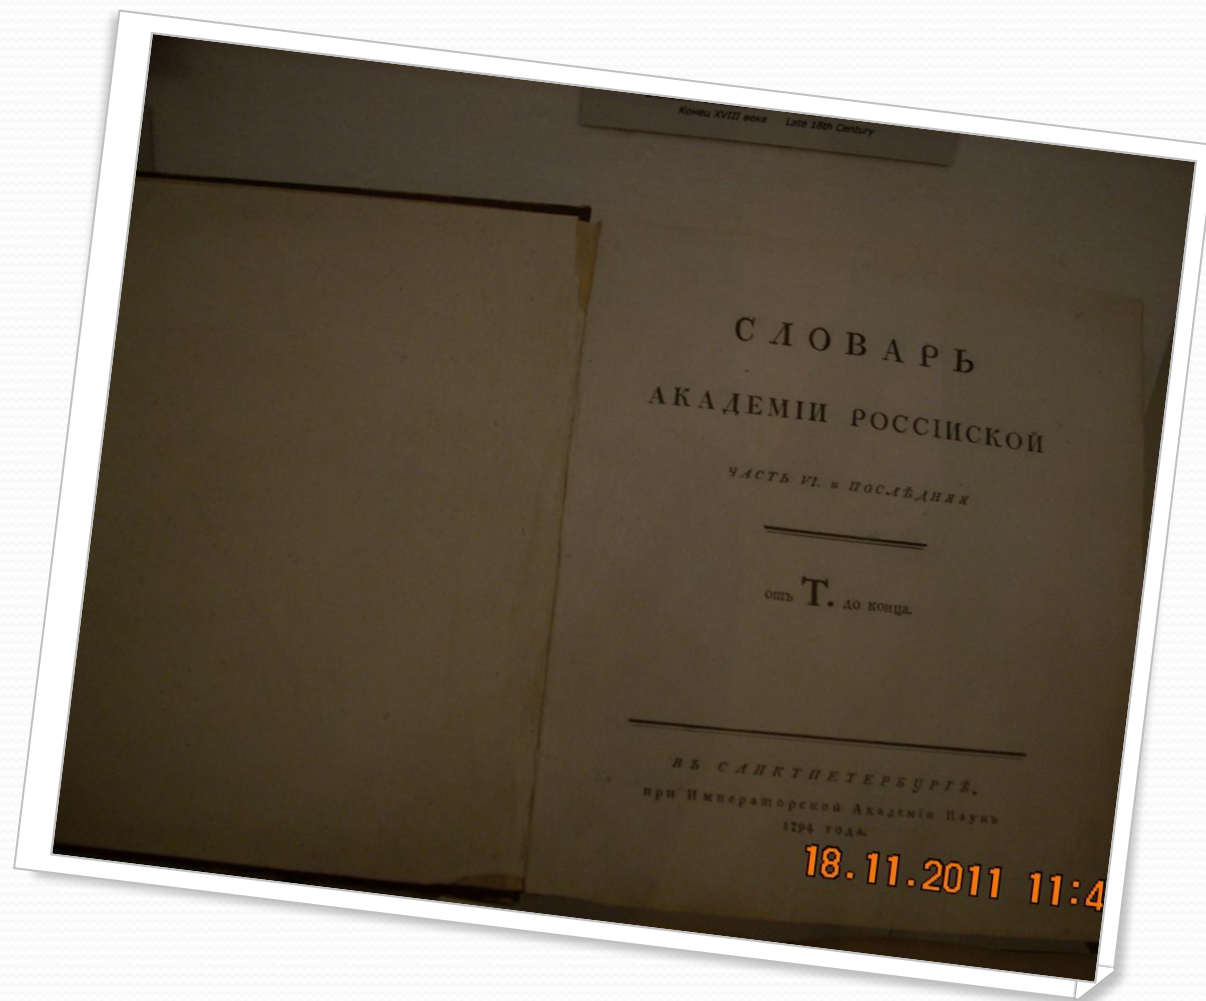 Конец XVIII века Late 18th Century
СЛОВАРЬ
АКАДЕМІИ РОССІЙСКОЙ
ЧАСТЬ VI. и ПОСЛѢДНЯЯ
отъ Т. до конца.
ВЪ САНКТПЕТЕРБУРГѢ,
при Императорской Академіи Наукъ
1794 года.
18.11.2011 11:4